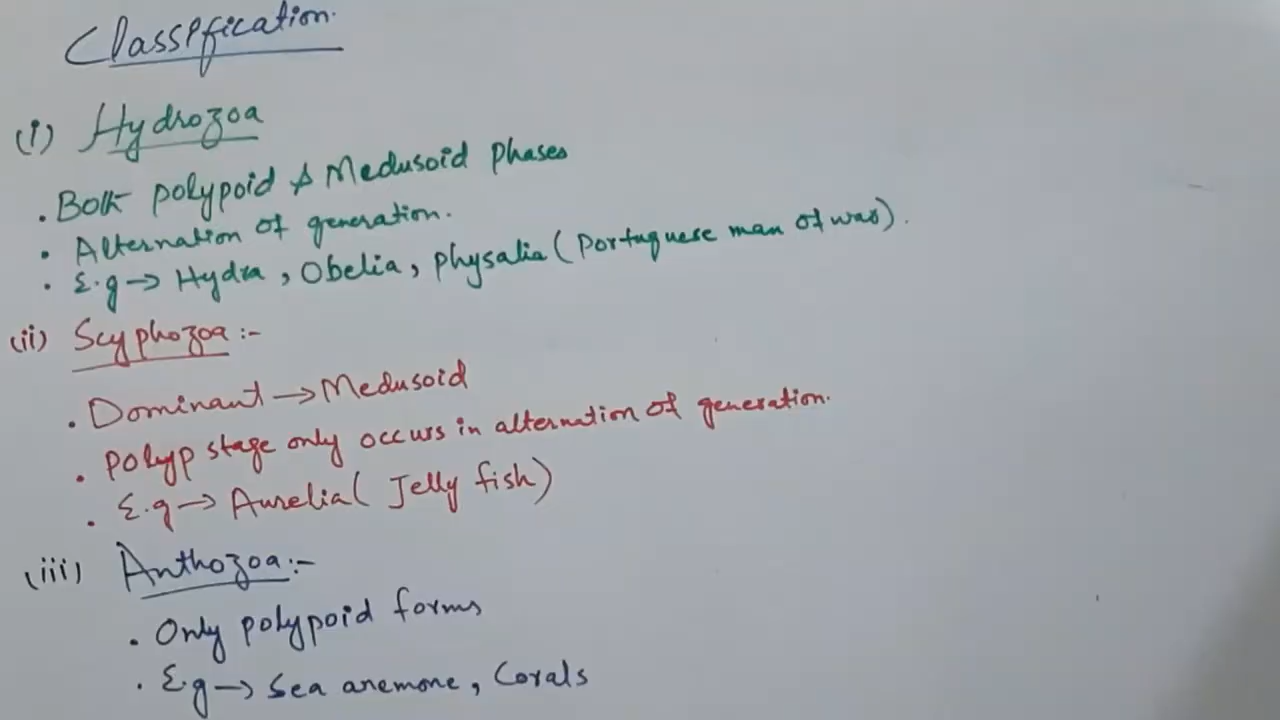 Classification.
(i) Hydrozoa
. Both polypoid & Medusoid phases
. Alternation of generation.
. E.g → Hydra, Obelia, physalia (Portuguese man of war).
(ii) Scyphozoa :-
. Dominant → Medusoid
. Polyp stage only occurs in alternation of generation.
. E.g → Aurelia ( Jelly fish)
(iii) Anthozoa :-
. Only polypoid forms
. E.g → Sea anemone, Corals